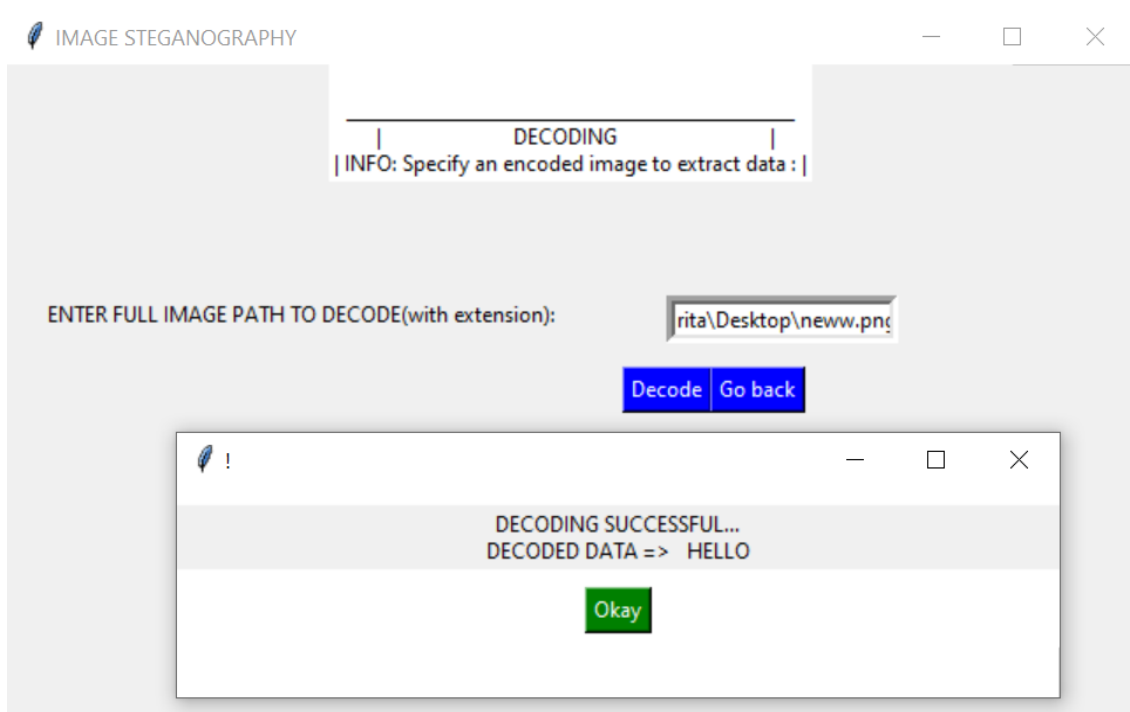 IMAGE STEGANOGRAPHY
| DECODING |
| INFO: Specify an encoded image to extract data : |
ENTER FULL IMAGE PATH TO DECODE(with extension):
rita\Desktop\neww.png
Decode
Go back
!
DECODING SUCCESSFUL...
DECODED DATA => HELLO
Okay